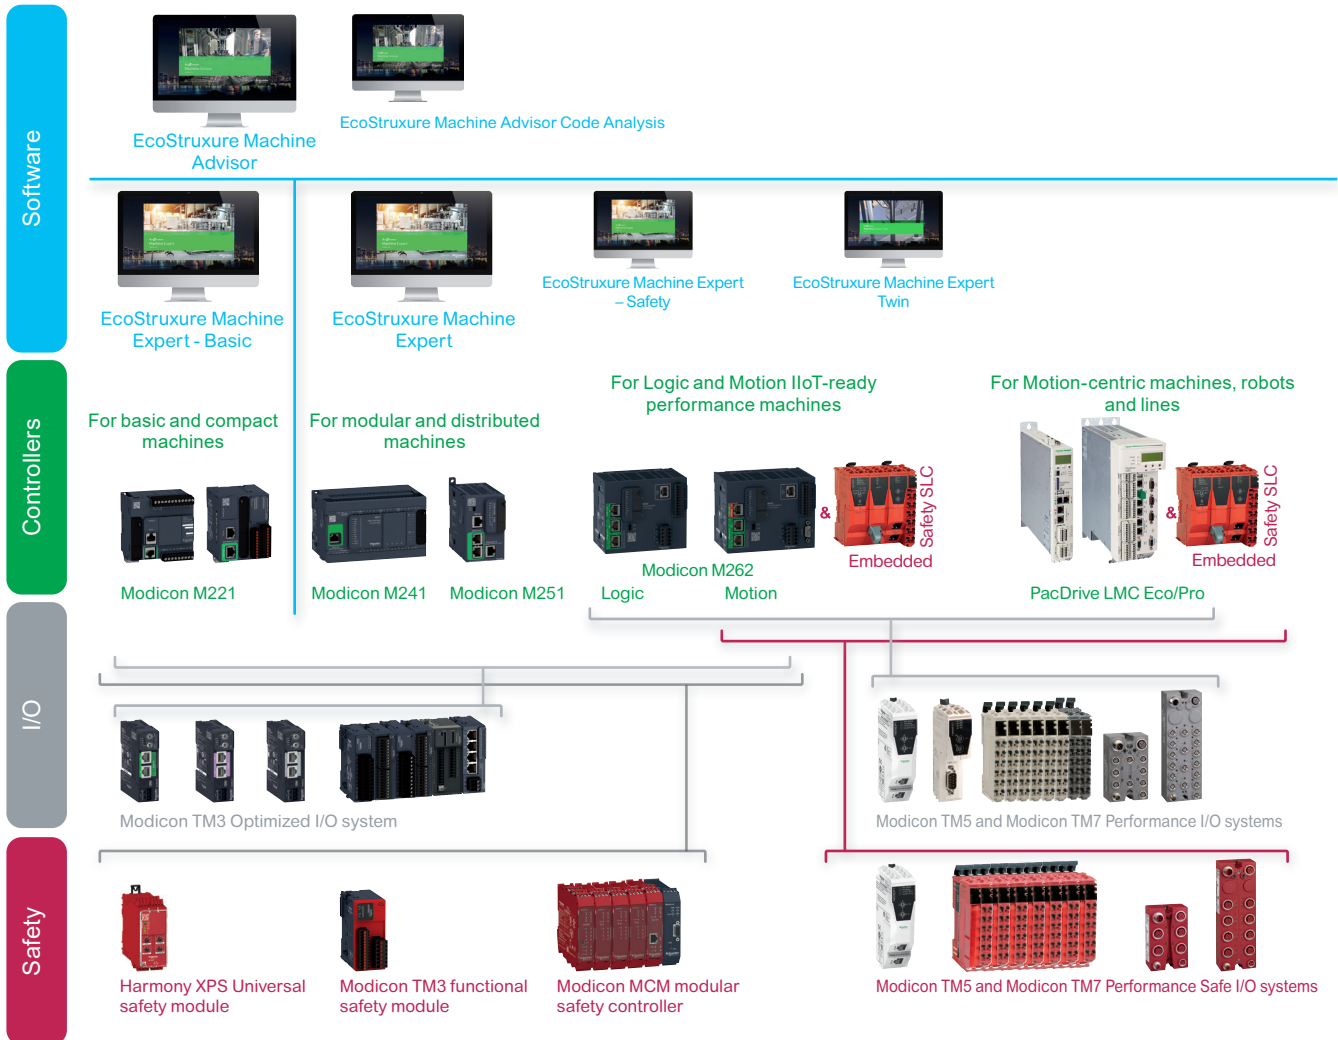 Software
EcoStruxure Machine
Advisor
EcoStruxure Machine Advisor Code Analysis
EcoStruxure Machine
Expert - Basic
EcoStruxure Machine
Expert
EcoStruxure Machine Expert
– Safety
EcoStruxure Machine Expert
Twin
Controllers
For basic and compact
machines
For modular and distributed
machines
For Logic and Motion IIoT-ready
performance machines
For Motion-centric machines, robots
and lines
Modicon M221
Modicon M241
Modicon M251
Modicon M262
Logic
Motion
&
Safety SLC
Embedded
PacDrive LMC Eco/Pro
&
Safety SLC
Embedded
I/O
Modicon TM3 Optimized I/O system
Modicon TM5 and Modicon TM7 Performance I/O systems
Safety
Harmony XPS Universal
safety module
Modicon TM3 functional
safety module
Modicon MCM modular
safety controller
Modicon TM5 and Modicon TM7 Performance Safe I/O systems